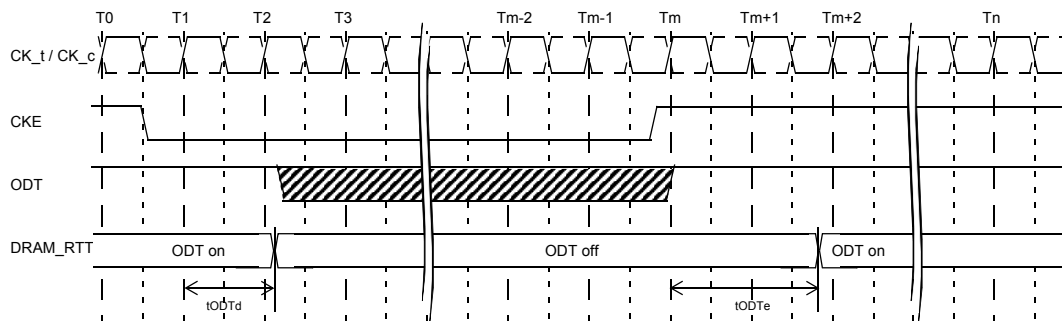 T0 T1 T2 T3 Tm-2 Tm-1 Tm Tm+1 Tm+2 Tn
CK_t / CK_c
CKE
ODT
DRAM_RTT ODT on ODT off ODT on
tODTd tODTe